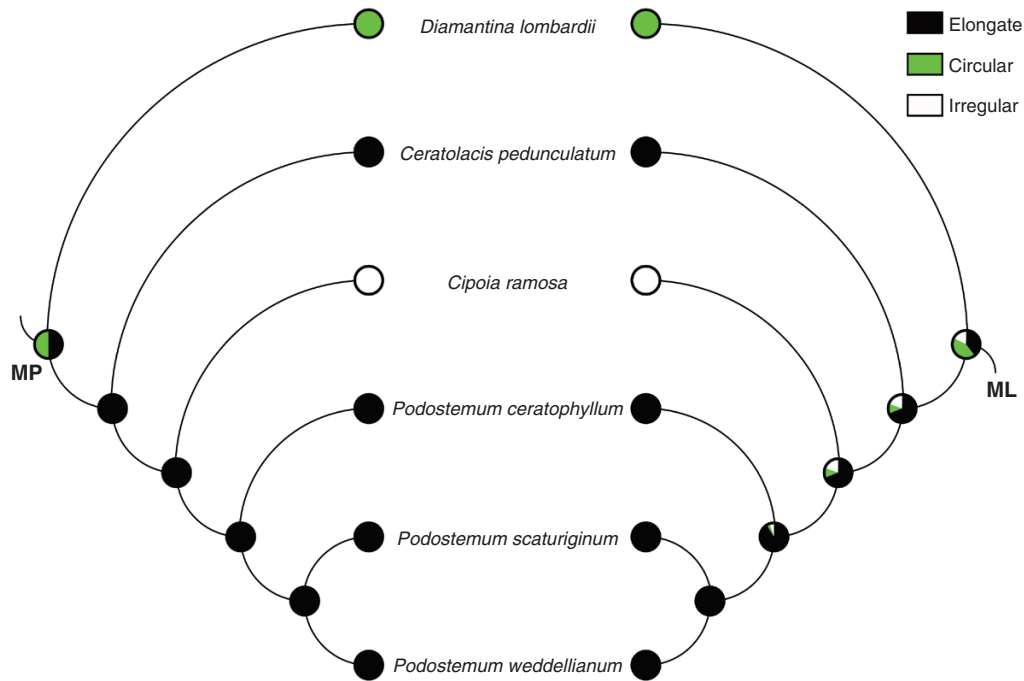 Diamantina lombardii
Elongate
Circular
Irregular
Ceratolacis pedunculatum
Cipoia ramosa
MP
ML
Podostemum ceratophyllum
Podostemum scaturiginum
Podostemum weddellianum